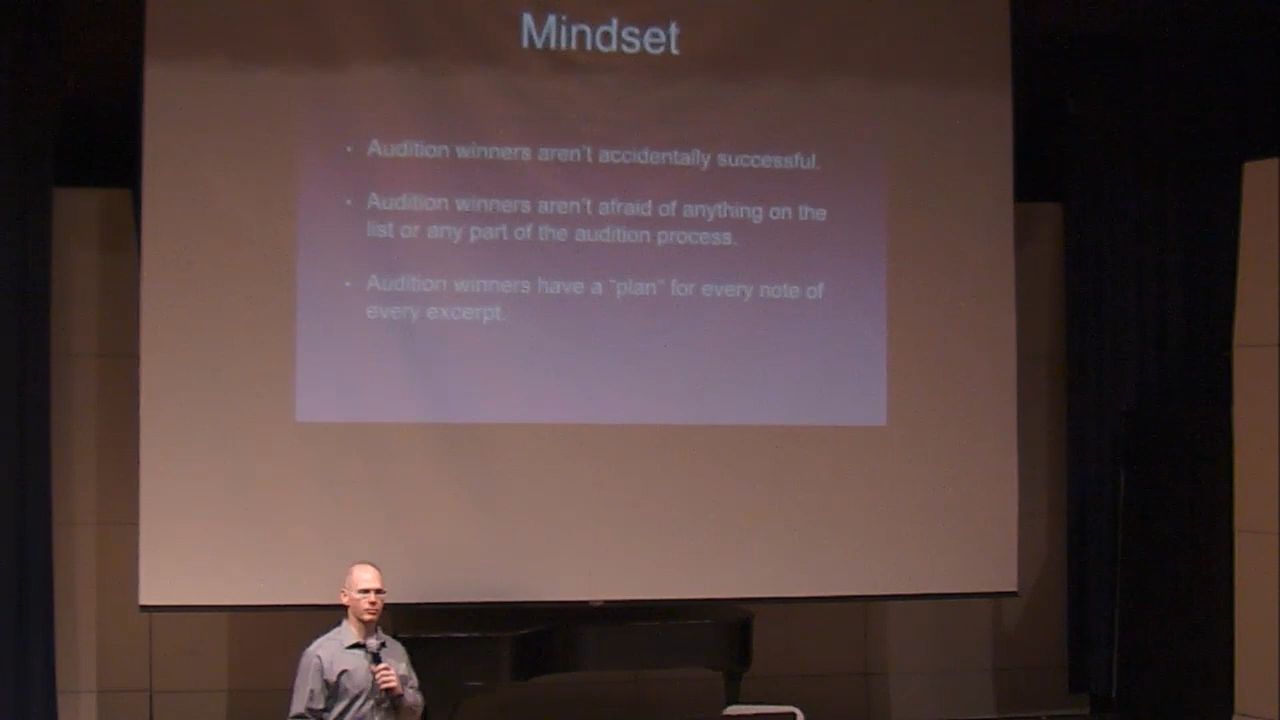 Mindset
• Audition winners aren't accidentally successful.
• Audition winners aren't afraid of anything on the
list or any part of the audition process.
• Audition winners have a "plan" for every note of
every excerpt.